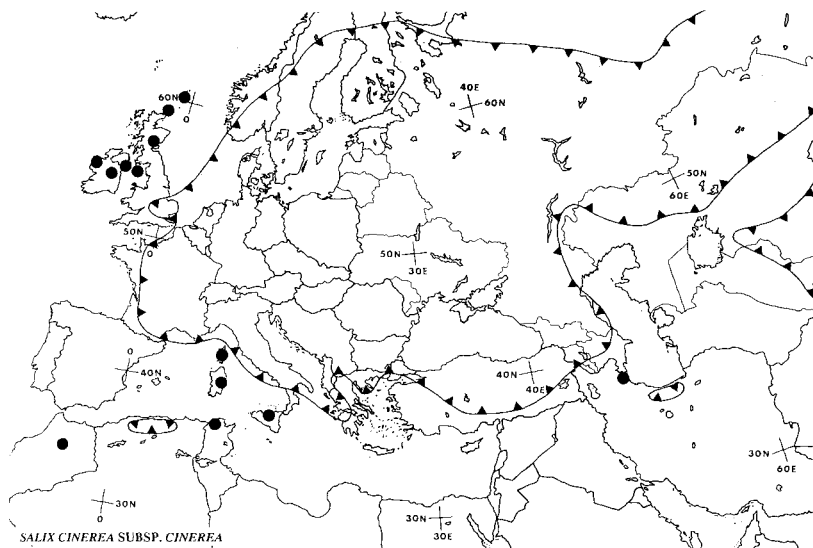 60N
0
40E
60N
50N
60E
50N
0
50N
30E
0
40N
40N
40E
30N
0
30N
30E
30N
60E
SALIX CINEREA SUBSP. CINEREA